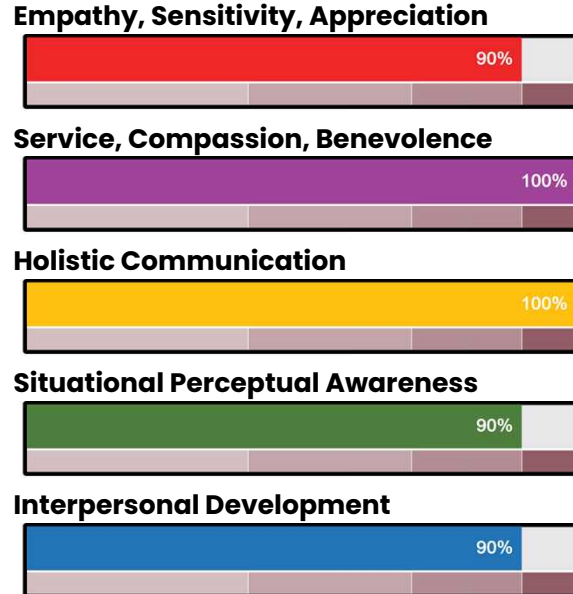 Empathy, Sensitivity, Appreciation
90%
Service, Compassion, Benevolence
100%
Holistic Communication
100%
Situational Perceptual Awareness
90%
Interpersonal Development
90%